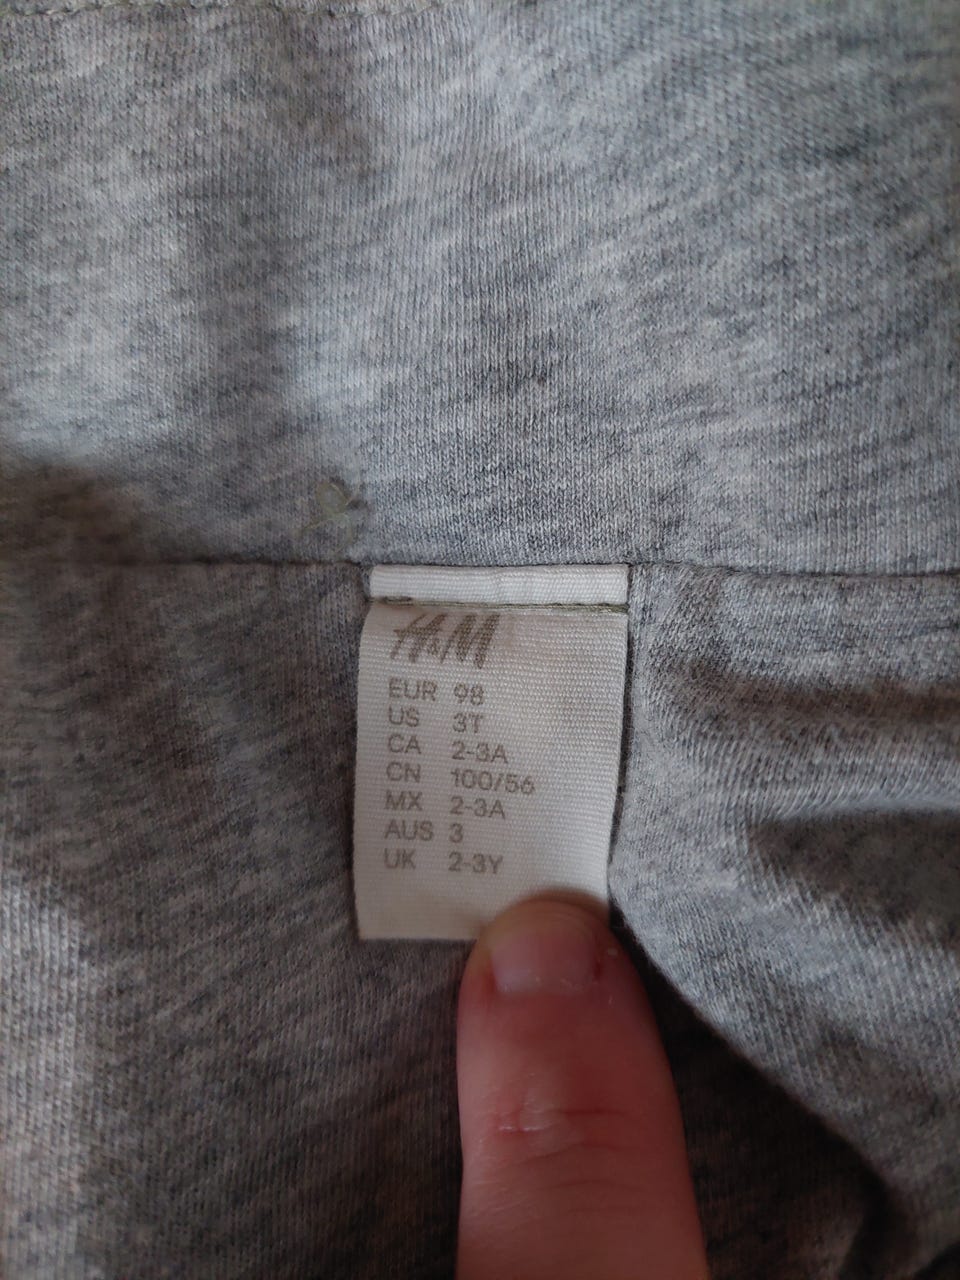 H&M
EUR 98
US 3T
CA 2-3A
CN 100/56
MX 2-3A
AUS 3
UK 2-3Y